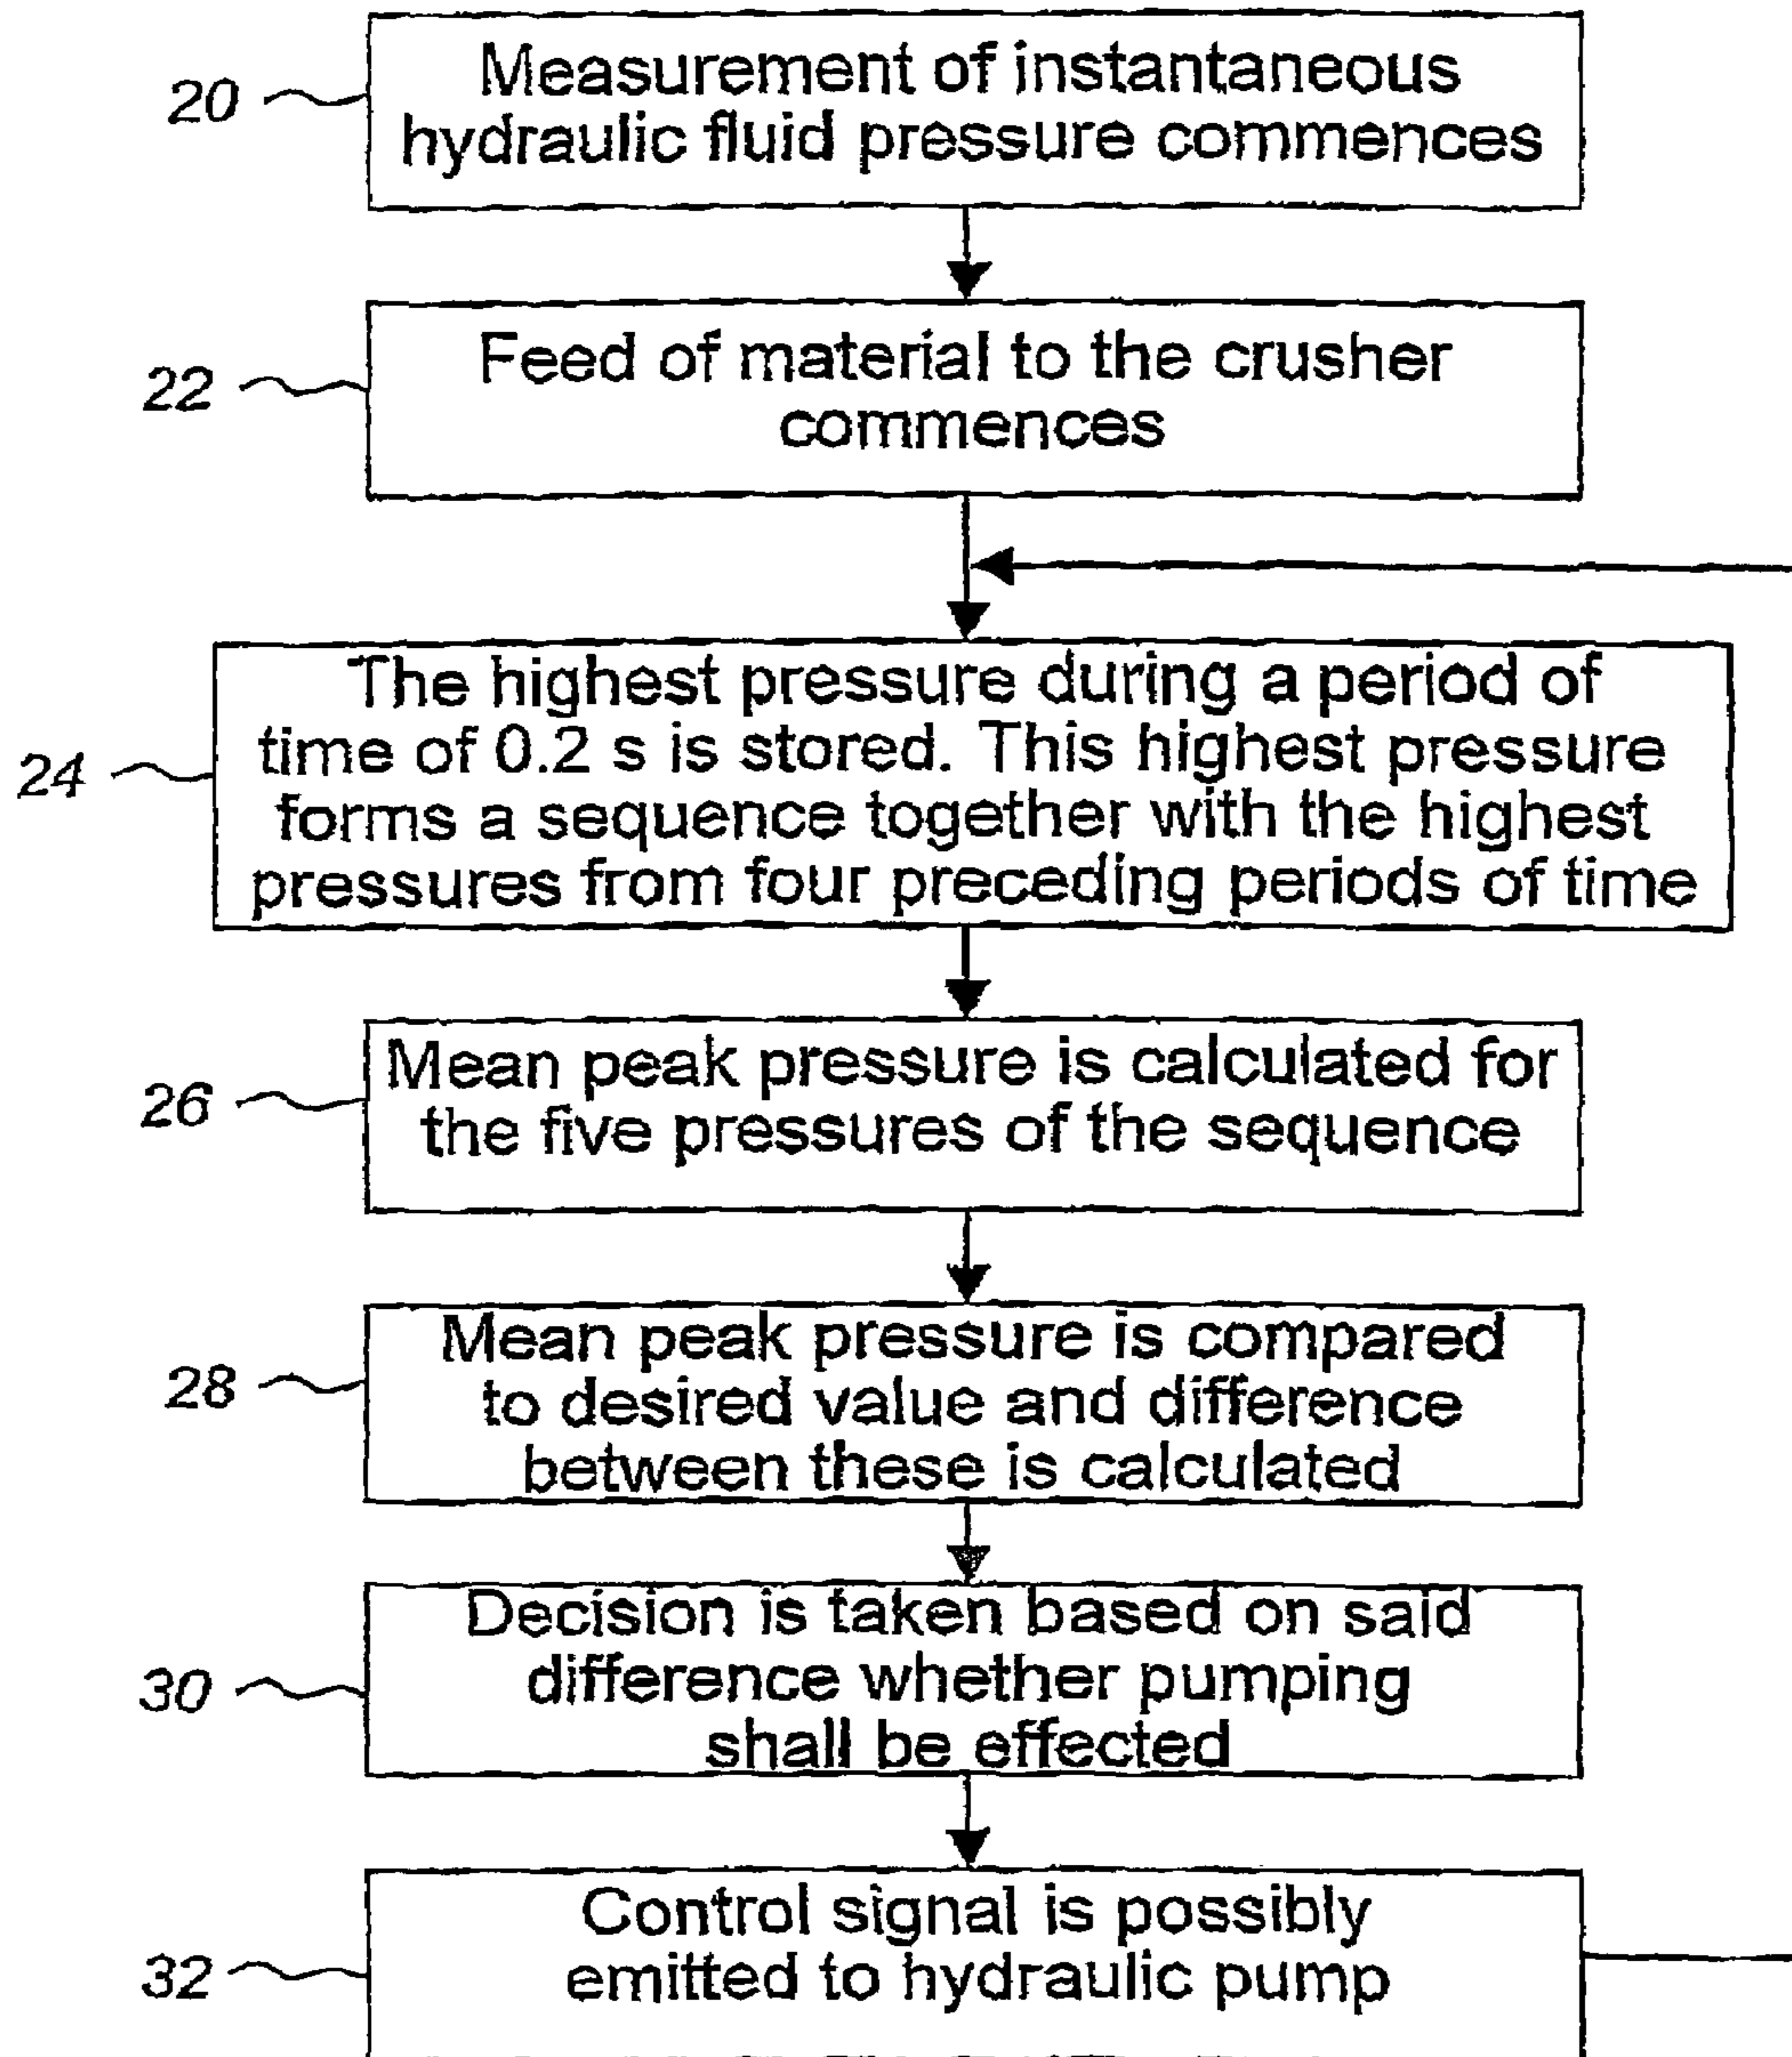 20
Measurement of instantaneous
hydraulic fluid pressure commences
22
Feed of material to the crusher
commences
24
The highest pressure during a period of
time of 0.2 s is stored. This highest pressure
forms a sequence together with the highest
pressures from four preceding periods of time
26
Mean peak pressure is calculated for
the five pressures of the sequence
28
Mean peak pressure is compared
to desired value and difference
between these is calculated
30
Decision is taken based on said
difference whether pumping
shall be effected
32
Control signal is possibly
emitted to hydraulic pump